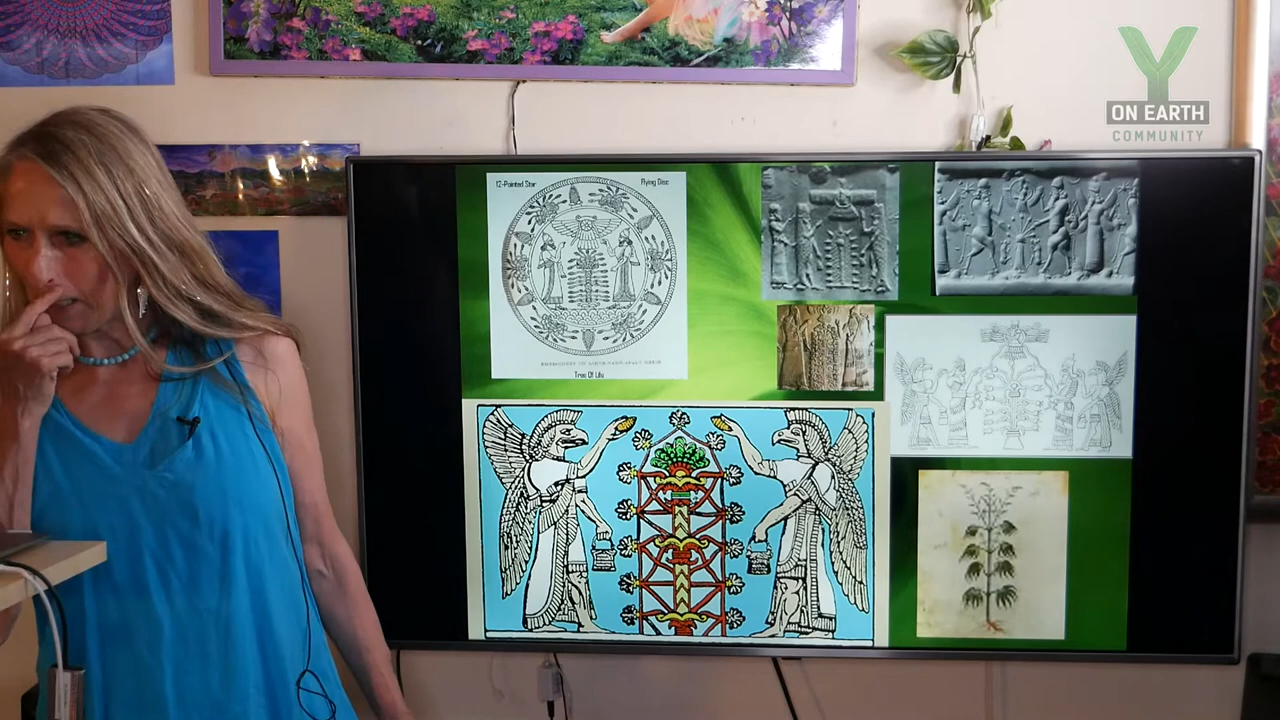 Y
ON EARTH
COMMUNITY
12-Pointed Star
Flying Disc
Tree Of Life